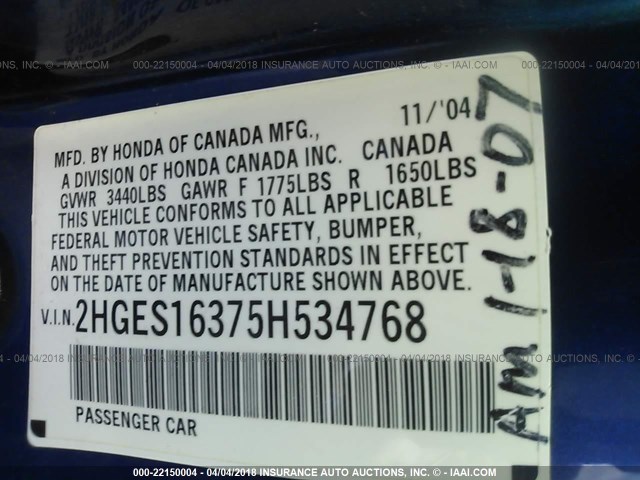 000-22150004 - 04/04/2018 INSURANCE AUTO AUCTIONS, INC. - © - IAAI.COM
11/'04
MFD. BY HONDA OF CANADA MFG.,
A DIVISION OF HONDA CANADA INC. CANADA
GVWR 3440LBS GAWR F 1775LBS R 1650LBS
THIS VEHICLE CONFORMS TO ALL APPLICABLE
FEDERAL MOTOR VEHICLE SAFETY, BUMPER,
AND THEFT PREVENTION STANDARDS IN EFFECT
ON THE DATE OF MANUFACTURE SHOWN ABOVE.
V.I.N. 2HGES16375H534768
PASSENGER CAR
Am 1-18-07
000-22150004 - 04/04/2018 INSURANCE AUTO AUCTIONS, INC. - © - IAAI.COM
000-22150004 - 04/04/2018 INSURANCE AUTO AUCTIONS, INC. - © - IAAI.COM